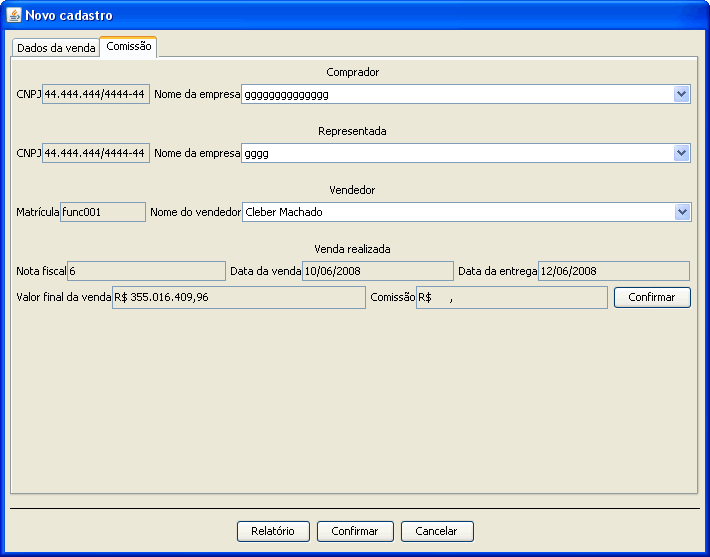 Novo cadastro
Dados da venda Comissão
Comprador
CNPJ 44.444.444/4444-44 Nome da empresa gggggggggggggg
Representada
CNPJ 44.444.444/4444-44 Nome da empresa gggg
Vendedor
Matrícula func001 Nome do vendedor Cleber Machado
Venda realizada
Nota fiscal 6 Data da venda 10/06/2008 Data da entrega 12/06/2008
Valor final da venda R$ 355.016.409,96 Comissão R$ , Confirmar
Relatório Confirmar Cancelar